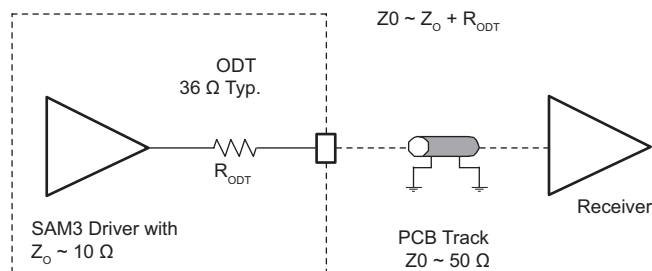 Z0 ~ Z_O + R_ODT
ODT
36 Ω Typ.
R_ODT
SAM3 Driver with
Z_O ~ 10 Ω
PCB Track
Z0 ~ 50 Ω
Receiver